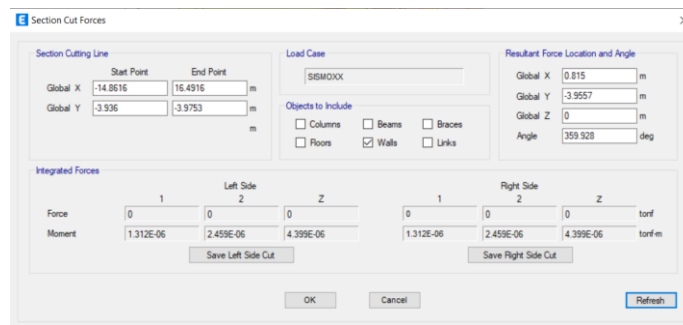 E Section Cut Forces
Section Cutting Line
Start Point End Point
Global X -14.8616 16.4916 m
Global Y -3.936 -3.9753 m
m
Load Case
SISMOXX
Objects to Include
Columns Beams Braces
Floors Walls Links
Resultant Force Location and Angle
Global X 0.815 m
Global Y -3.9557 m
Global Z 0 m
Angle 359.928 deg
Integrated Forces
Left Side Right Side
1 2 Z 1 2 Z
Force 0 0 0 0 0 0 tonf
Moment 1.312E-06 2.459E-06 4.399E-06 1.312E-06 2.459E-06 4.399E-06 tonf-m
Save Left Side Cut Save Right Side Cut
OK Cancel Refresh